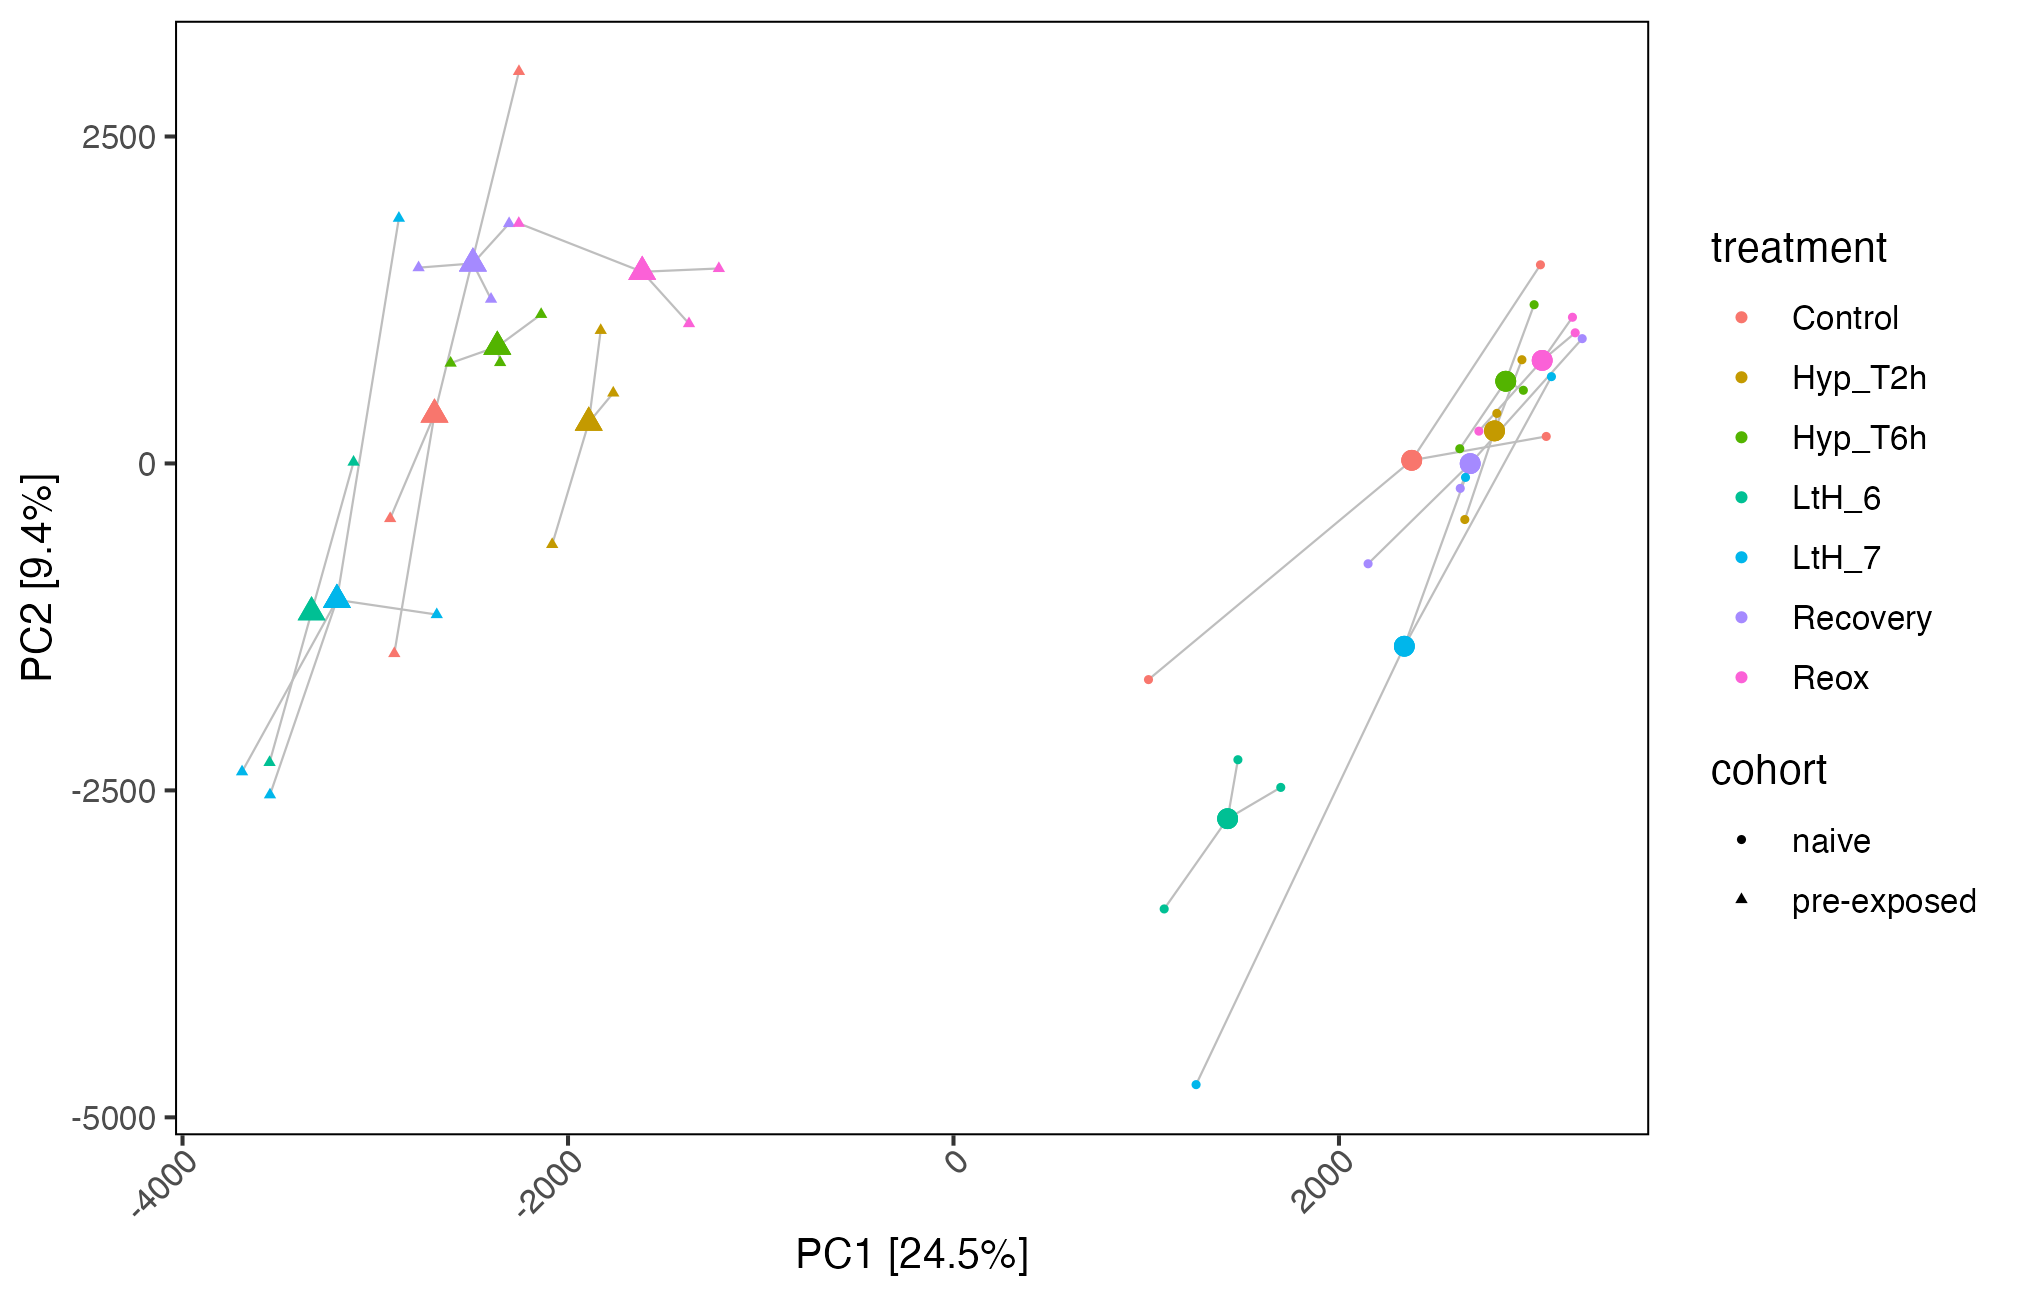 2500
0
-2500
-5000
PC2 [9.4%]
-4000
-2000
0
2000
PC1 [24.5%]
treatment
Control
Hyp_T2h
Hyp_T6h
LtH_6
LtH_7
Recovery
Reox
cohort
naive
pre-exposed